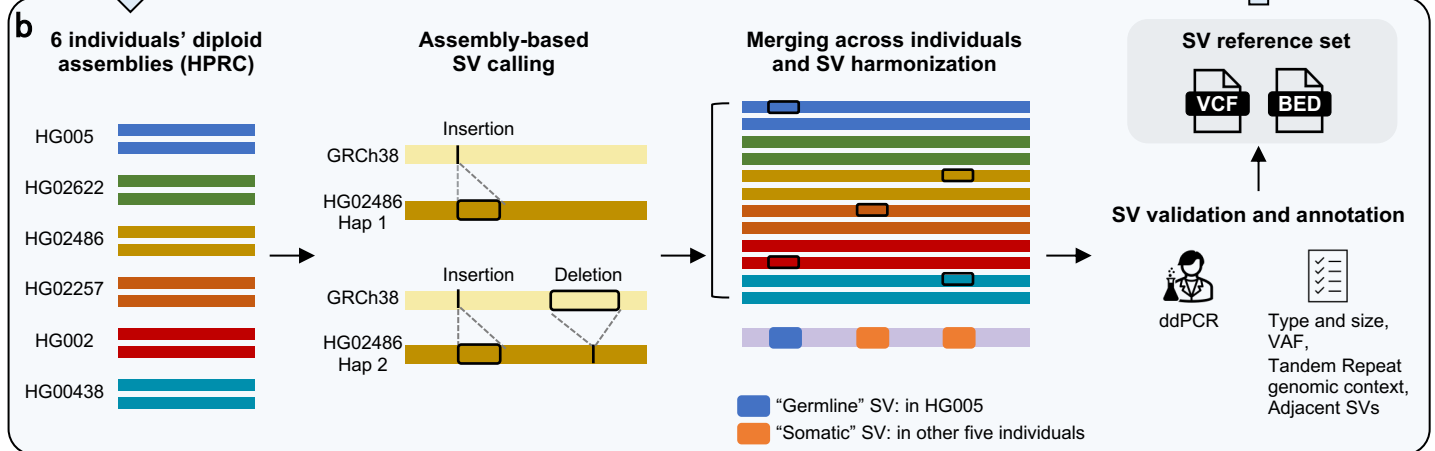 b
6 individuals’ diploid
assemblies (HPRC)
HG005
HG02622
HG02486
HG02257
HG002
HG00438
Assembly-based
SV calling
Insertion
GRCh38
HG02486
Hap 1
Insertion
Deletion
GRCh38
HG02486
Hap 2
Merging across individuals
and SV harmonization
“Germline” SV: in HG005
“Somatic” SV: in other five individuals
SV reference set
VCF
BED
SV validation and annotation
ddPCR
Type and size,
VAF,
Tandem Repeat
genomic context,
Adjacent SVs